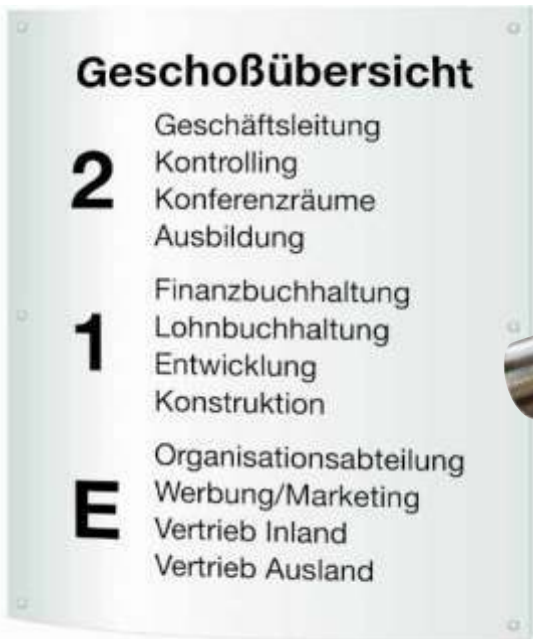 Geschoßübersicht
2
Geschäftsleitung
Kontrolling
Konferenzräume
Ausbildung
1
Finanzbuchhaltung
Lohnbuchhaltung
Entwicklung
Konstruktion
E
Organisationsabteilung
Werbung/Marketing
Vertrieb Inland
Vertrieb Ausland